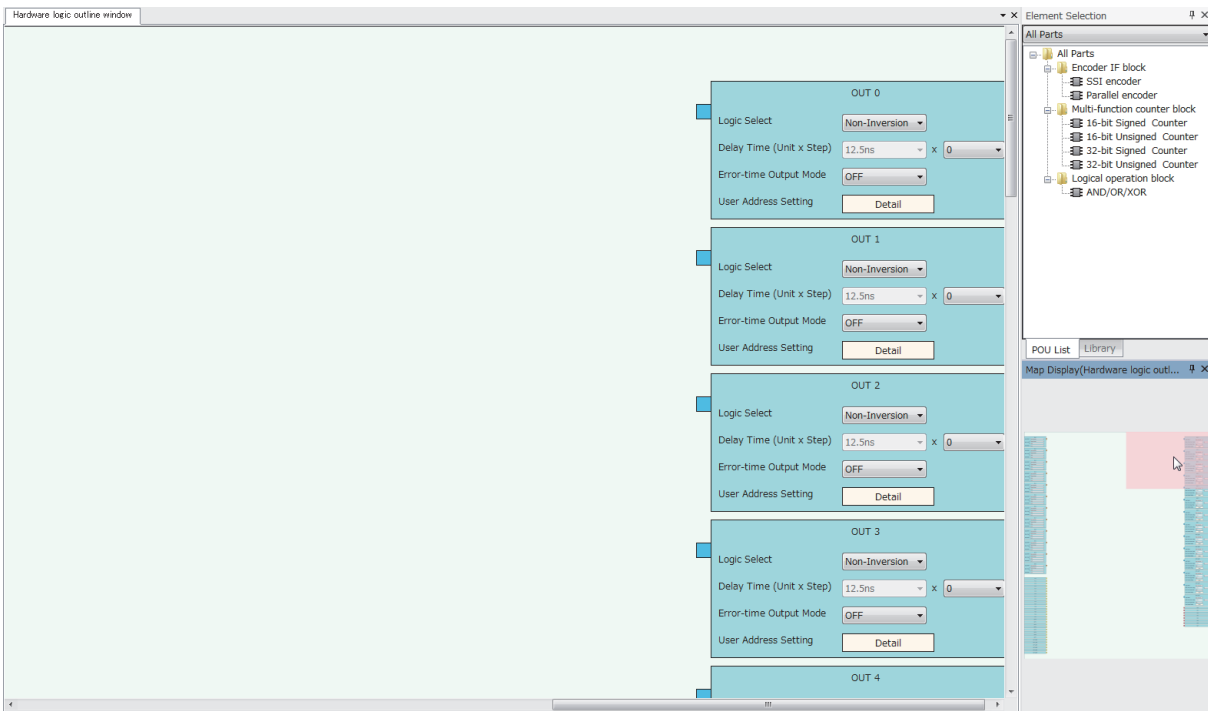 Hardware logic outline window
OUT 0
Logic Select Non-Inversion
Delay Time (Unit x Step) 12.5ns x 0
Error-time Output Mode OFF
User Address Setting Detail
OUT 1
Logic Select Non-Inversion
Delay Time (Unit x Step) 12.5ns x 0
Error-time Output Mode OFF
User Address Setting Detail
OUT 2
Logic Select Non-Inversion
Delay Time (Unit x Step) 12.5ns x 0
Error-time Output Mode OFF
User Address Setting Detail
OUT 3
Logic Select Non-Inversion
Delay Time (Unit x Step) 12.5ns x 0
Error-time Output Mode OFF
User Address Setting Detail
OUT 4
Element Selection
All Parts
All Parts
Encoder IF block
SSI encoder
Parallel encoder
Multi-function counter block
16-bit Signed Counter
16-bit Unsigned Counter
32-bit Signed Counter
32-bit Unsigned Counter
Logical operation block
AND/OR/XOR
POU List Library
Map Display(Hardware logic outl...